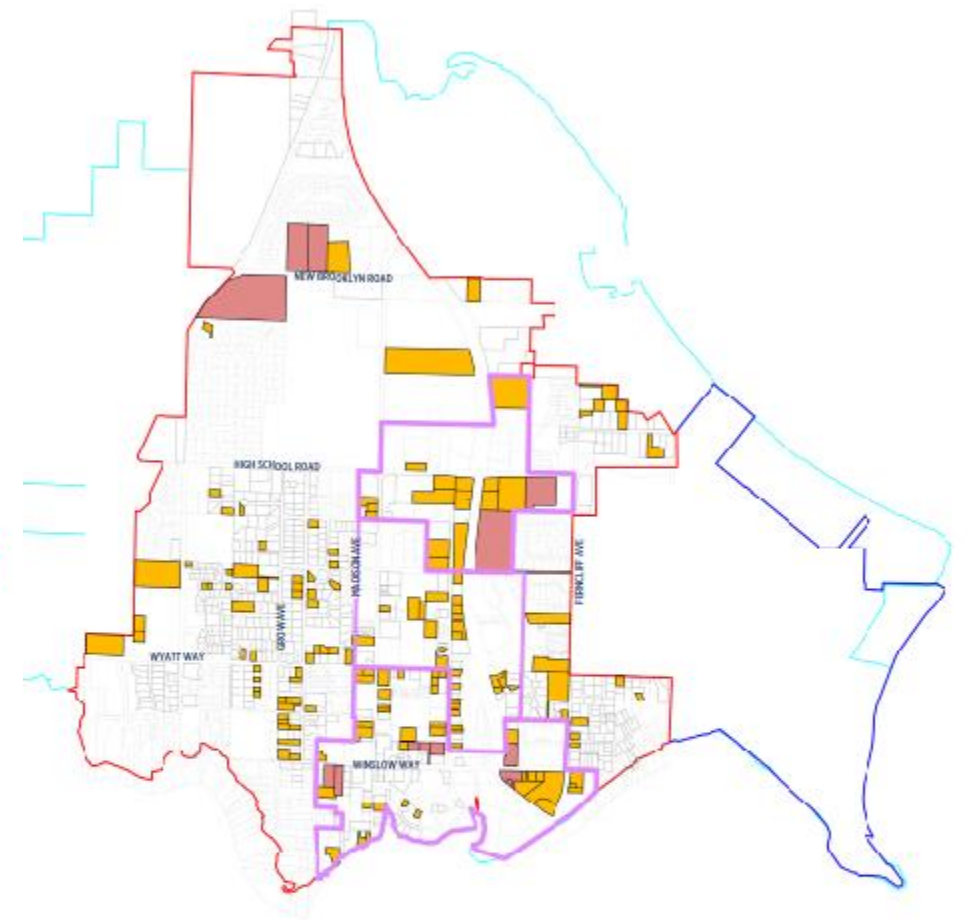 NEW BROOKLYN ROAD
HIGH SCHOOL ROAD
MADISON AVE
FERNCLIFF AVE
GROW AVE
WYATT WAY
WINSLOW WAY